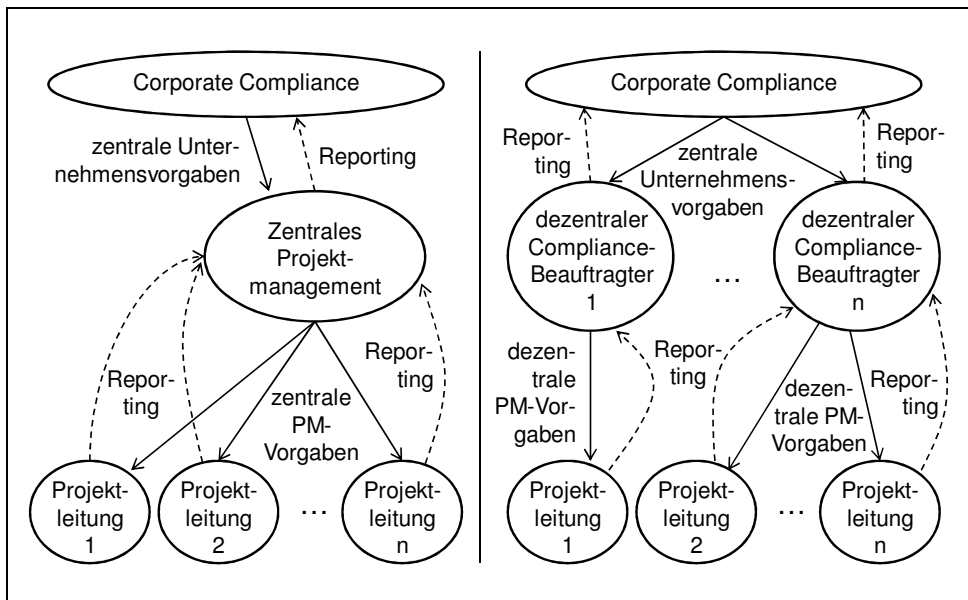 Corporate Compliance
zentrale Unter-
nehmensvorgaben
Reporting
Zentrales
Projekt-
management
Repor-
ting
zentrale
PM-
Vorgaben
Repor-
ting
Projekt-
leitung
1
Projekt-
leitung
2
...
Projekt-
leitung
n
Corporate Compliance
Repor-
ting
zentrale
Unternehmens-
vorgaben
Repor-
ting
dezentraler
Compliance-
Beauftragter
1
...
dezentraler
Compliance-
Beauftragter
n
dezen-
trale
PM-Vor-
gaben
Repor-
ting
dezen-
trale PM-
Vorgaben
Repor-
ting
Projekt-
leitung
1
Projekt-
leitung
2
...
Projekt-
leitung
n